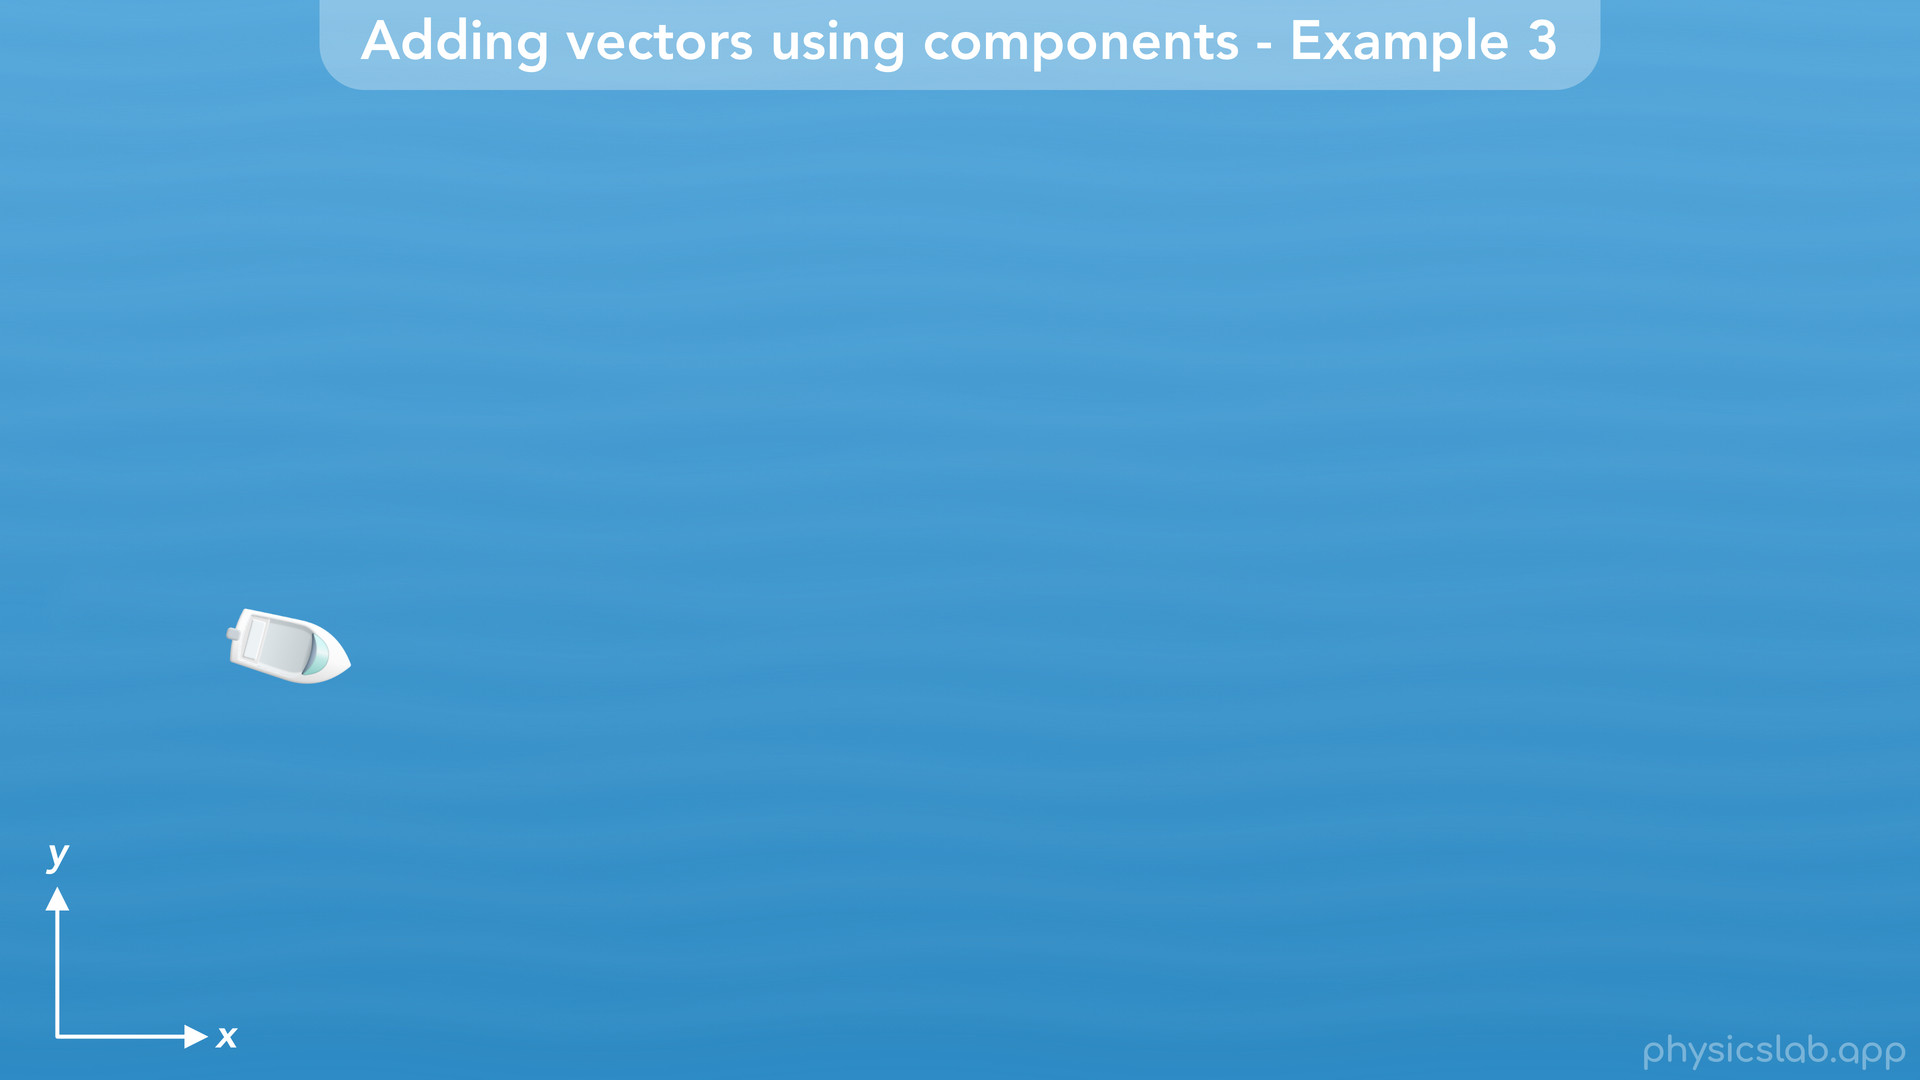 Adding vectors using components - Example 3
y
x
physicslab.app